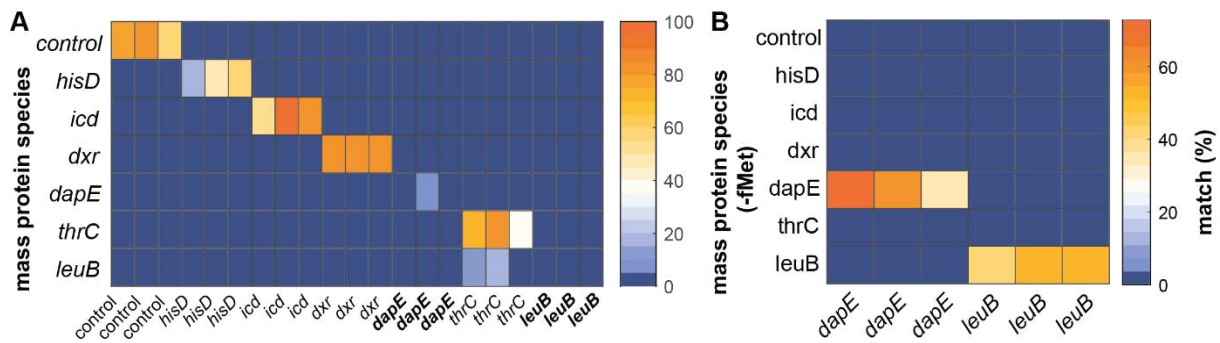 A
mass protein species
control
hisD
icd
dxr
dapE
thrC
leuB
control
control
control
hisD
hisD
hisD
icd
icd
icd
dxr
dxr
dxr
dapE
dapE
dapE
thrC
thrC
thrC
leuB
leuB
leuB
100
80
60
40
20
0
B
mass protein species
(-fMet)
control
hisD
icd
dxr
dapE
thrC
leuB
dapE
dapE
dapE
leuB
leuB
leuB
60
40
20
0
match (%)